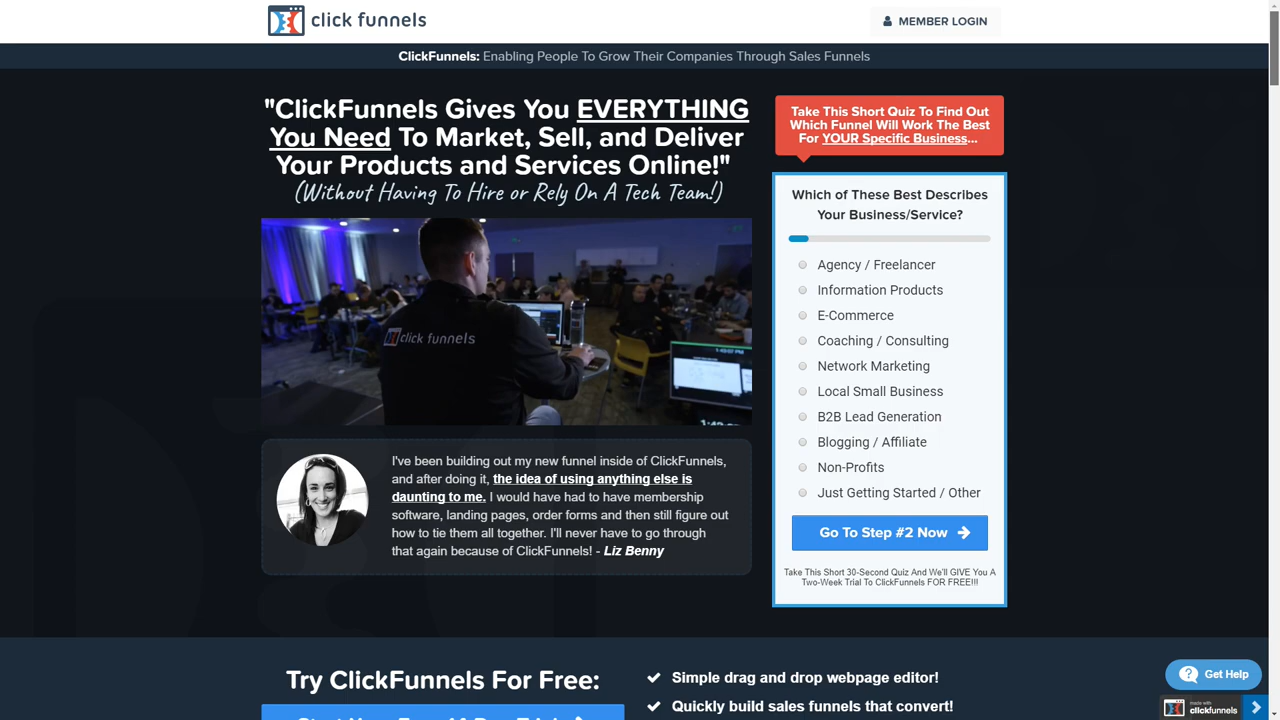 click funnels
MEMBER LOGIN
ClickFunnels: Enabling People To Grow Their Companies Through Sales Funnels
"ClickFunnels Gives You EVERYTHING
You Need To Market, Sell, and Deliver
Your Products and Services Online!"
(Without Having To Hire or Rely On A Tech Team!)
click funnels
1:49:07 PM
I've been building out my new funnel inside of ClickFunnels,
and after doing it, the idea of using anything else is
daunting to me. I would have had to have membership
software, landing pages, order forms and then still figure out
how to tie them all together. I'll never have to go through
that again because of ClickFunnels! - Liz Benny
Take This Short Quiz To Find Out
Which Funnel Will Work The Best
For YOUR Specific Business...
Which of These Best Describes
Your Business/Service?
Agency / Freelancer
Information Products
E-Commerce
Coaching / Consulting
Network Marketing
Local Small Business
B2B Lead Generation
Blogging / Affiliate
Non-Profits
Just Getting Started / Other
Go To Step #2 Now
Take This Short 30-Second Quiz And We'll GIVE You A
Two-Week Trial To ClickFunnels FOR FREE!!!
Try ClickFunnels For Free:
Simple drag and drop webpage editor!
Quickly build sales funnels that convert!
Get Help
made with
clickfunnels